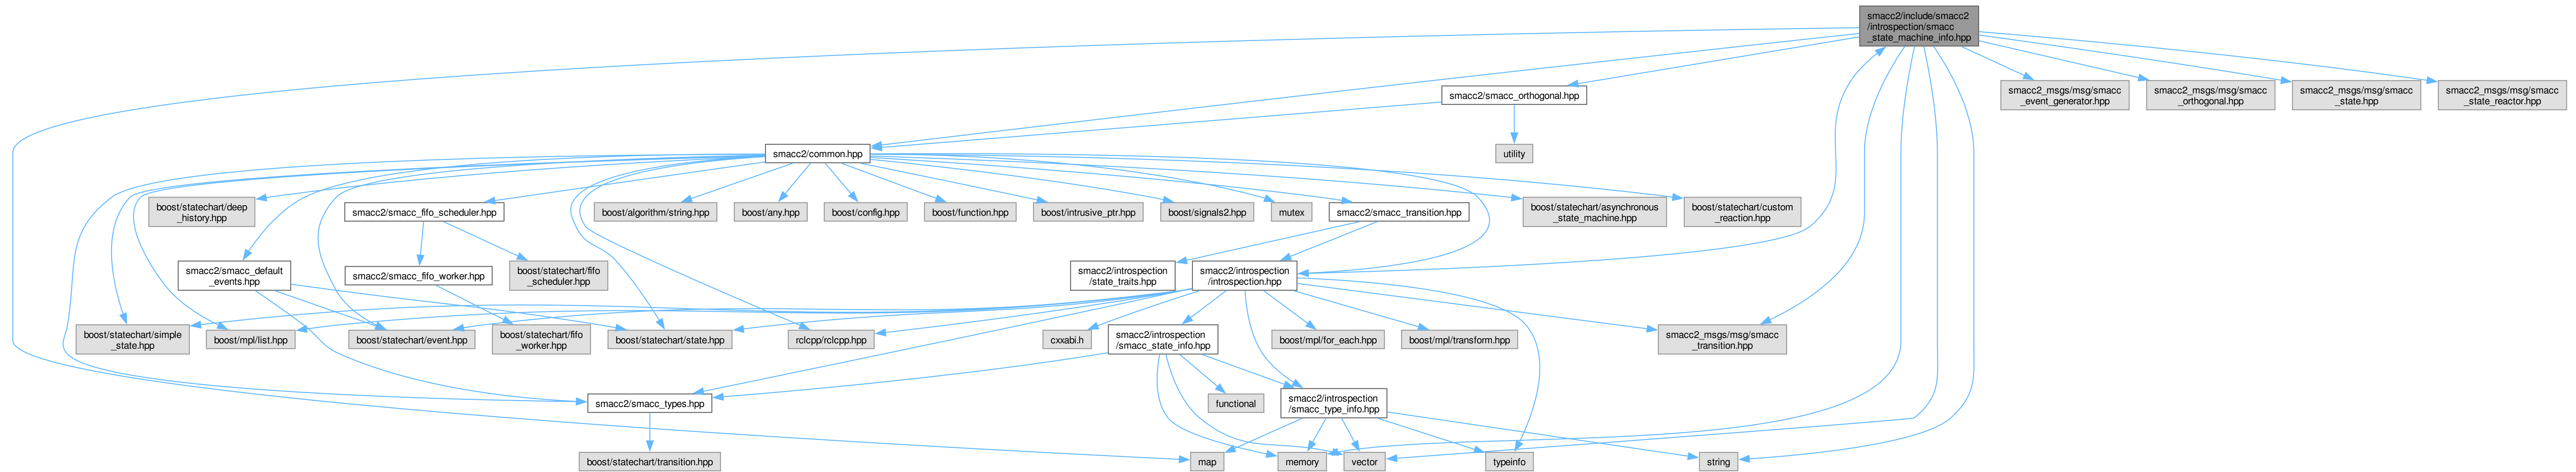 smacc2/include/smacc2
/introspection/smacc
_state_machine_info.hpp
smacc2/smacc_orthogonal.hpp
smacc2_msgs/msg/smacc
_event_generator.hpp
smacc2_msgs/msg/smacc
_orthogonal.hpp
smacc2_msgs/msg/smacc
_state.hpp
smacc2_msgs/msg/smacc
_state_reactor.hpp
smacc2/common.hpp
utility
boost/statechart/deep
_history.hpp
smacc2/smacc_fifo_scheduler.hpp
boost/algorithm/string.hpp
boost/any.hpp
boost/config.hpp
boost/function.hpp
boost/intrusive_ptr.hpp
boost/signals2.hpp
mutex
smacc2/smacc_transition.hpp
boost/statechart/asynchronous
_state_machine.hpp
boost/statechart/custom
_reaction.hpp
smacc2/smacc_default
_events.hpp
smacc2/smacc_fifo_worker.hpp
boost/statechart/fifo
_scheduler.hpp
smacc2/introspection
/state_traits.hpp
smacc2/introspection
/introspection.hpp
boost/statechart/simple
_state.hpp
boost/mpl/list.hpp
boost/statechart/event.hpp
boost/statechart/fifo
_worker.hpp
boost/statechart/state.hpp
rclcpp/rclcpp.hpp
cxxabi.h
smacc2/introspection
/smacc_state_info.hpp
boost/mpl/for_each.hpp
boost/mpl/transform.hpp
smacc2_msgs/msg/smacc
_transition.hpp
smacc2/smacc_types.hpp
functional
smacc2/introspection
/smacc_type_info.hpp
boost/statechart/transition.hpp
map
memory
vector
typeinfo
string